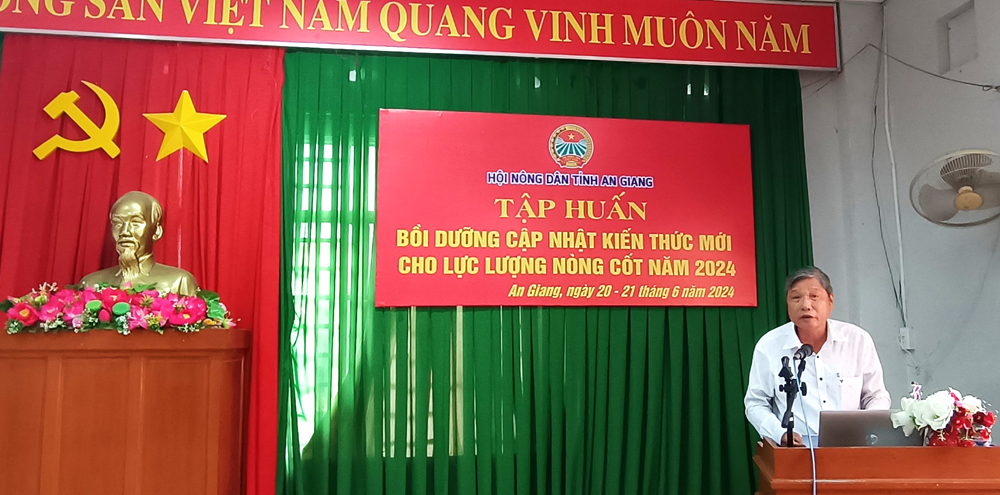 SẢN VIỆT NAM QUANG VINH MUÔN NĂM
HỘI NÔNG DÂN TỈNH AN GIANG
TẬP HUẤN
BỒI DƯỠNG CẬP NHẬT KIẾN THỨC MỚI
CHO LỰC LƯỢNG NÒNG CỐT NĂM 2024
An Giang, ngày 20 - 21 tháng 6 năm 2024